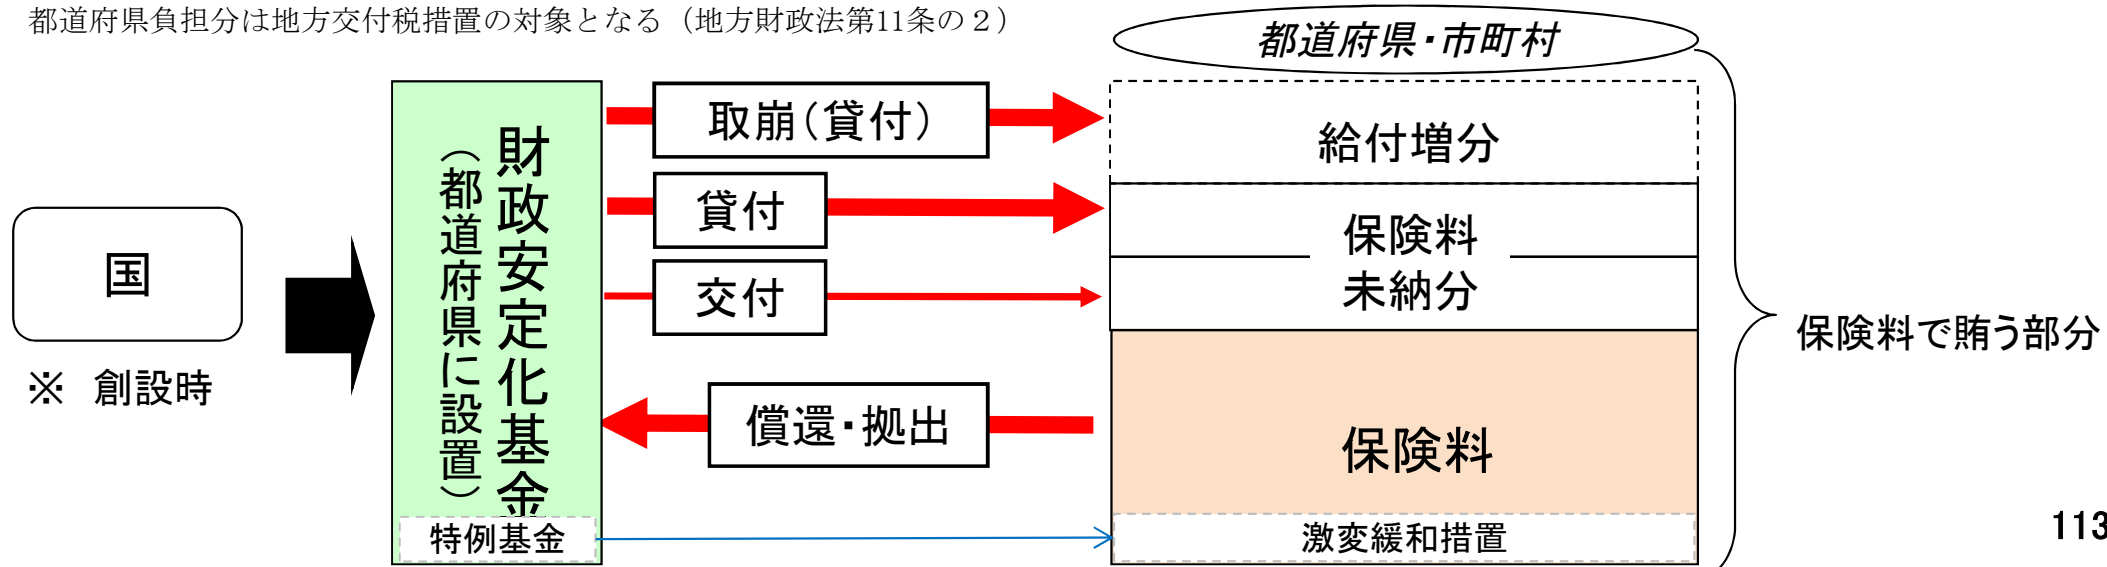 都道府県負担分は地方交付税措置の対象となる（地方財政法第11条の２）
都道府県・市町村
取崩（貸付）
給付増分
財政安定化基金
（都道府県に設置）
貸付
保険料
未納分
国
交付
※　創設時
保険料で賄う部分
償還・拠出
保険料
特例基金
激変緩和措置
113